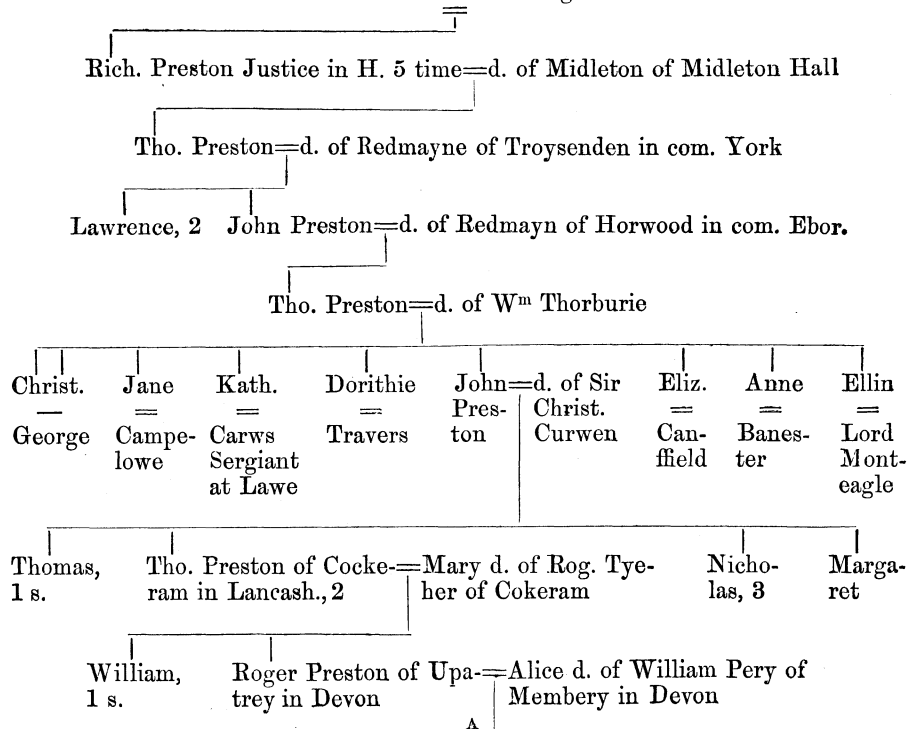 Rich. Preston Justice in H. 5 time=d. of Midleton of Midleton Hall
Tho. Preston=d. of Redmayne of Troysenden in com. York
Lawrence, 2 John Preston=d. of Redmayn of Horwood in com. Ebor.
Tho. Preston=d. of Wᵐ Thorburie
Christ. Jane Kath. Dorithie John=d. of Sir Eliz. Anne Ellin
— = = = Pres- Christ. = = =
George Campe- Carws Travers ton Curwen Can- Banes- Lord
lowe Sergiant ffield ter Mont-
at Lawe eagle
Thomas, Tho. Preston of Cocke-=Mary d. of Rog. Tye- Nicho- Marga-
1 s. ram in Lancash., 2 her of Cokeram las, 3 ret
William, Roger Preston of Upa-=Alice d. of William Pery of
1 s. trey in Devon Membery in Devon
A